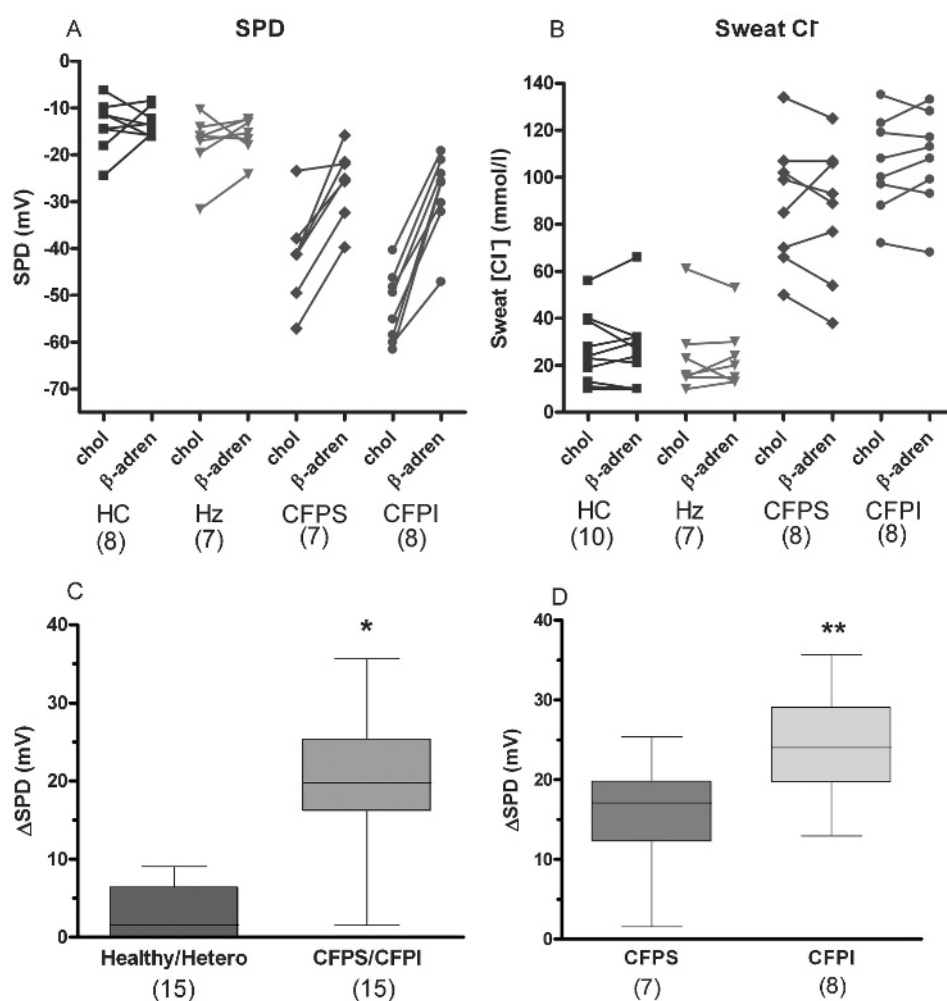 A
SPD
SPD (mV)
0
-10
-20
-30
-40
-50
-60
-70
chol
β-adren
chol
β-adren
chol
β-adren
chol
β-adren
HC
Hz
CFPS
CFPI
(8)
(7)
(7)
(8)
B
Sweat Cl⁻
Sweat [Cl⁻] (mmol/l)
140
120
100
80
60
40
20
0
chol
β-adren
chol
β-adren
chol
β-adren
chol
β-adren
HC
Hz
CFPS
CFPI
(10)
(7)
(8)
(8)
C
ΔSPD (mV)
40
30
20
10
0
*
Healthy/Hetero
CFPS/CFPI
(15)
(15)
D
ΔSPD (mV)
40
30
20
10
0
**
CFPS
CFPI
(7)
(8)